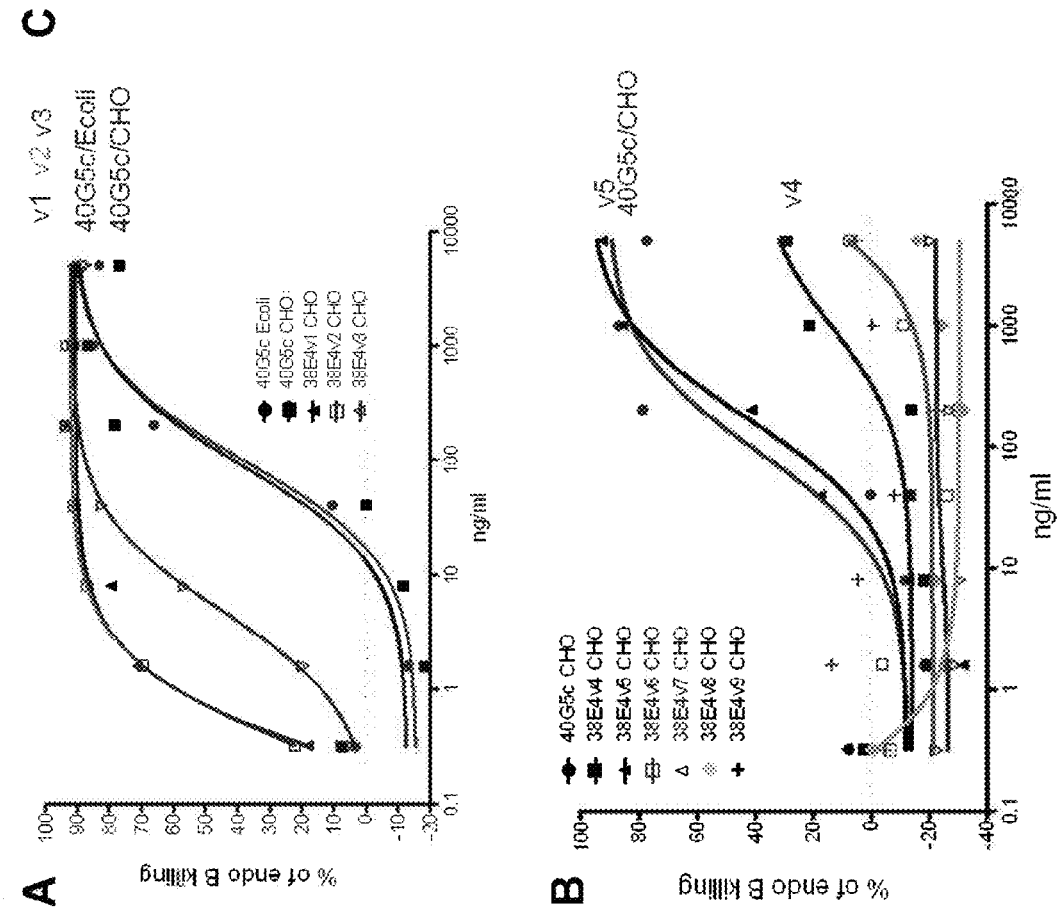 A
C
v1 v2 v3
40G5c/Ecoli
40G5c/CHO
% of endo B killing
100
90
80
70
60
50
40
30
20
10
0
-10
-20
0.1
1
10
100
1000
10000
ng/ml
40G5c Ecoli
40G5c CHO
38E4v1 CHO
38E4v2 CHO
38E4v3 CHO
B
v5
40G5c/CHO
v4
% of endo B killing
100
80
60
40
20
0
-20
-40
0.1
1
10
100
1000
10000
ng/ml
40G5c CHO
38E4v4 CHO
38E4v5 CHO
38E4v6 CHO
38E4v7 CHO
38E4v8 CHO
38E4v9 CHO